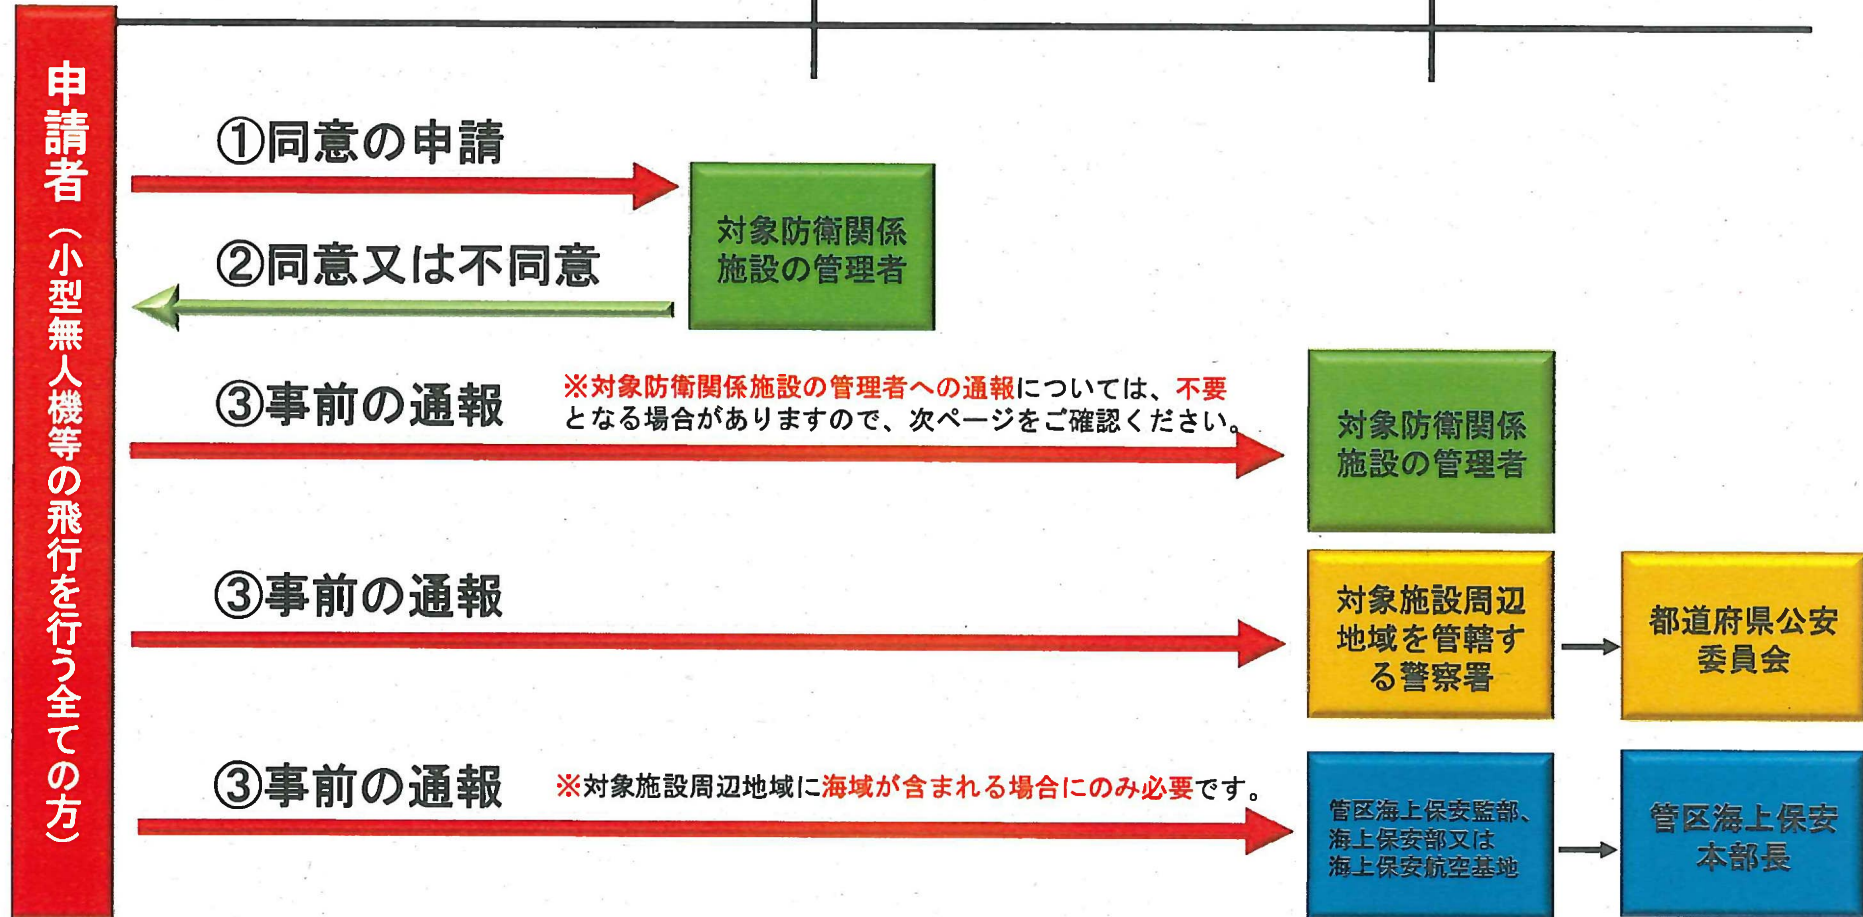 申請者（小型無人機等の飛行を行う全ての方）
①同意の申請
対象防衛関係
施設の管理者
②同意又は不同意
③事前の通報
※対象防衛関係施設の管理者への通報については、不要
となる場合がありますので、次ページをご確認ください。
対象防衛関係
施設の管理者
③事前の通報
対象施設周辺
地域を管轄す
る警察署
都道府県公安
委員会
③事前の通報
※対象施設周辺地域に海域が含まれる場合にのみ必要です。
管区海上保安監部、
海上保安部又は
海上保安航空基地
管区海上保安
本部長